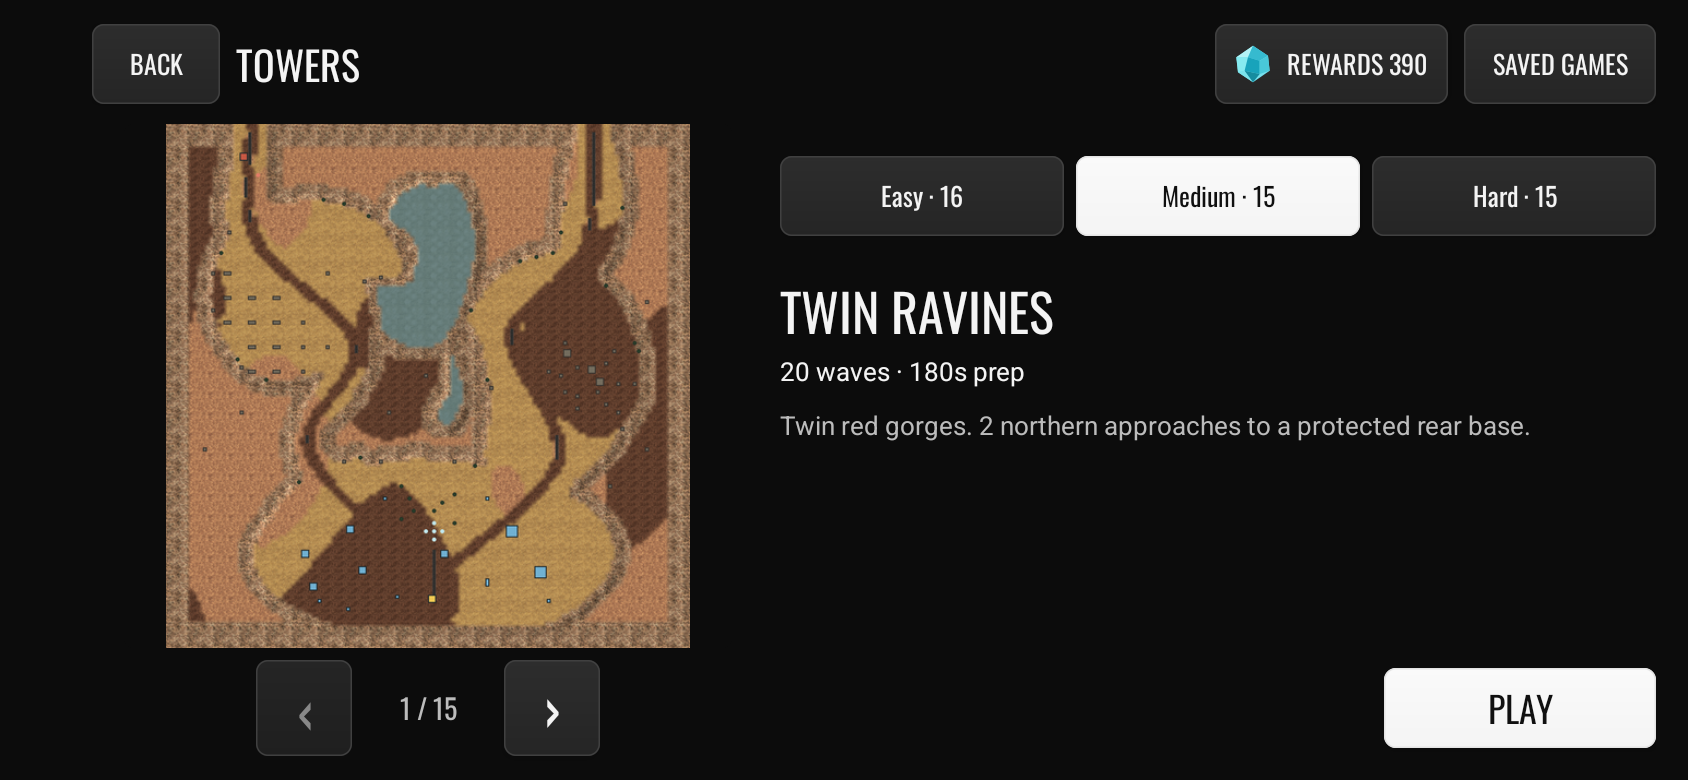 BACK
TOWERS
REWARDS 390
SAVED GAMES
Easy · 16
Medium · 15
Hard · 15
TWIN RAVINES
20 waves · 180s prep
Twin red gorges. 2 northern approaches to a protected rear base.
‹
1 / 15
›
PLAY